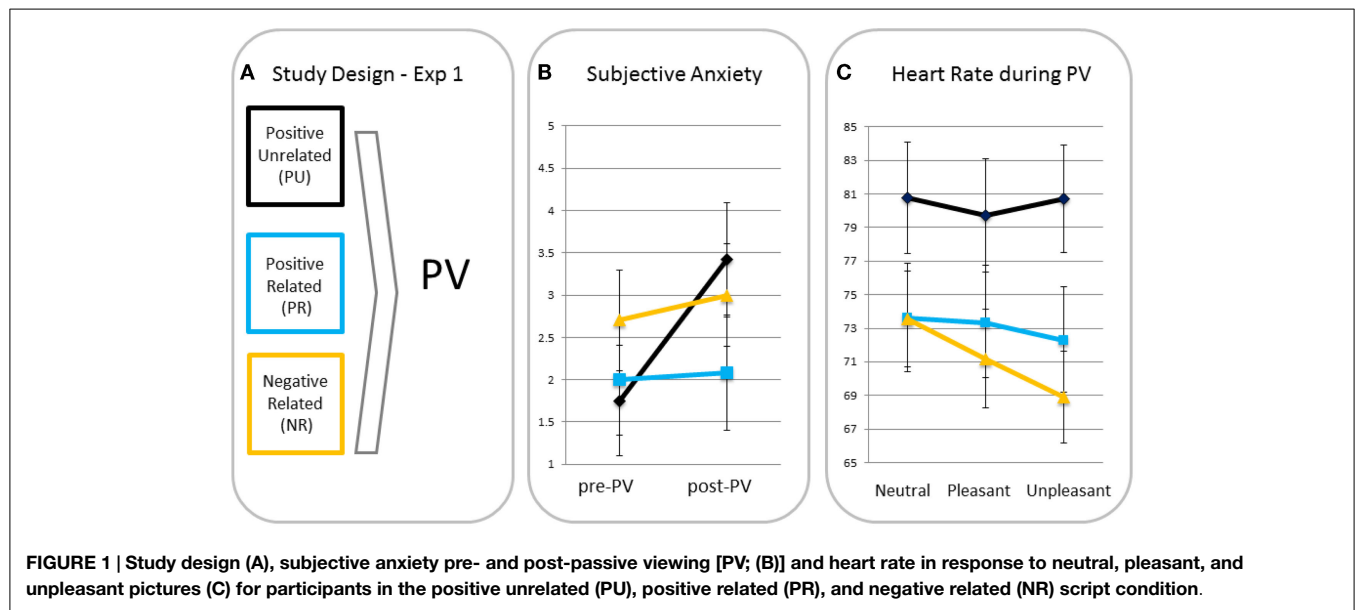 A Study Design - Exp 1
Positive
Unrelated
(PU)
Positive
Related
(PR)
Negative
Related
(NR)
PV
B Subjective Anxiety
5
4.5
4
3.5
3
2.5
2
1.5
1
pre-PV post-PV
C Heart Rate during PV
85
83
81
79
77
75
73
71
69
67
65
Neutral Pleasant Unpleasant
FIGURE 1 | Study design (A), subjective anxiety pre- and post-passive viewing [PV; (B)] and heart rate in response to neutral, pleasant, and
unpleasant pictures (C) for participants in the positive unrelated (PU), positive related (PR), and negative related (NR) script condition.